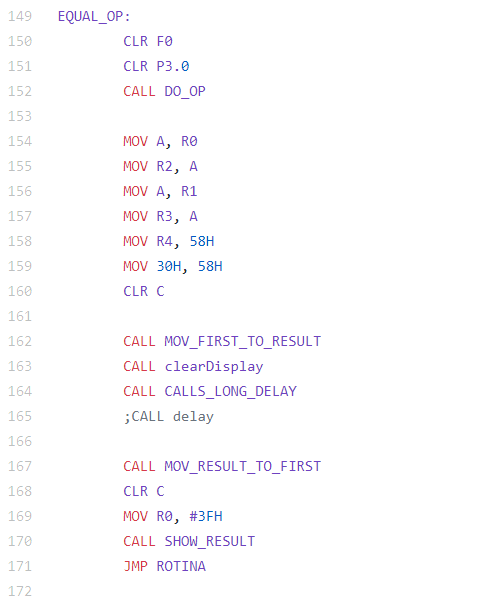 149 EQUAL_OP:
150 CLR F0
151 CLR P3.0
152 CALL DO_OP
153
154 MOV A, R0
155 MOV R2, A
156 MOV A, R1
157 MOV R3, A
158 MOV R4, 58H
159 MOV 30H, 58H
160 CLR C
161
162 CALL MOV_FIRST_TO_RESULT
163 CALL clearDisplay
164 CALL CALLS_LONG_DELAY
165 ;CALL delay
166
167 CALL MOV_RESULT_TO_FIRST
168 CLR C
169 MOV R0, #3FH
170 CALL SHOW_RESULT
171 JMP ROTINA
172